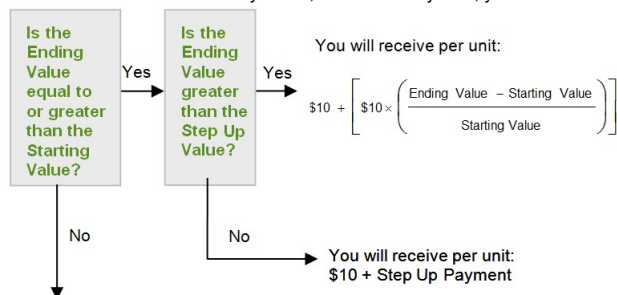 Is the
Ending
Value
equal to
or greater
than the
Starting
Value?
Yes
Is the
Ending
Value
greater
than the
Step Up
Value?
Yes
You will receive per unit:
$10 + [ $10 × ( Ending Value – Starting Value / Starting Value ) ]
No
No
You will receive per unit:
$10 + Step Up Payment